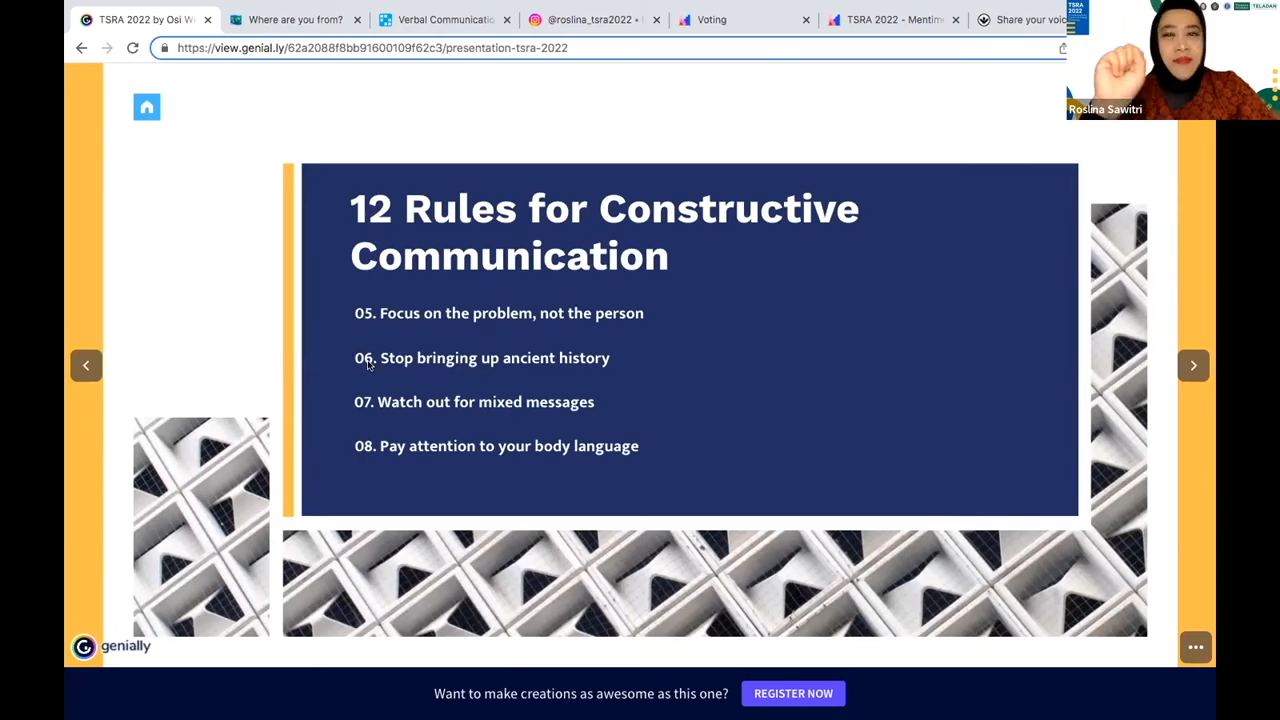 TSRA 2022 by Osi W
Where are you from?
Verbal Communicatio
@roslina_tsra2022 •
Voting
TSRA 2022 - Mentim
Share your voic
https://view.genial.ly/62a2088f8bb91600109f62c3/presentation-tsra-2022
TSRA
2022
TELADAN
Roslina Sawitri
12 Rules for Constructive
Communication
05. Focus on the problem, not the person
06. Stop bringing up ancient history
07. Watch out for mixed messages
08. Pay attention to your body language
genially
Want to make creations as awesome as this one?
REGISTER NOW